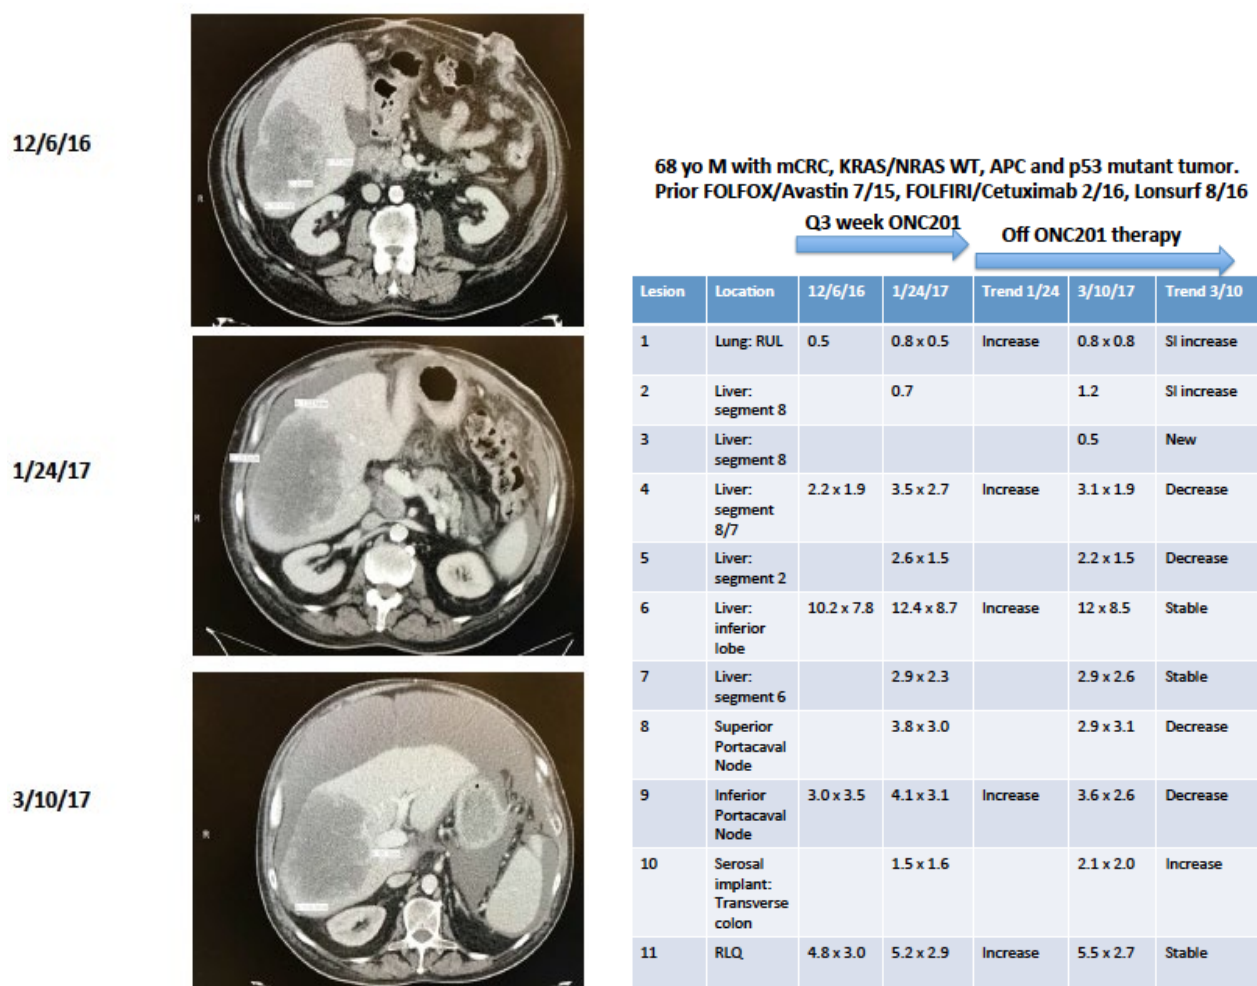 12/6/16
1/24/17
3/10/17
R
R
R
68 yo M with mCRC, KRAS/NRAS WT, APC and p53 mutant tumor.
Prior FOLFOX/Avastin 7/15, FOLFIRI/Cetuximab 2/16, Lonsurf 8/16
Q3 week ONC201
Off ONC201 therapy
Lesion Location 12/6/16 1/24/17 Trend 1/24 3/10/17 Trend 3/10
1 Lung: RUL 0.5 0.8 x 0.5 Increase 0.8 x 0.8 Sl increase
2 Liver: 0.7 1.2 Sl increase
segment 8
3 Liver: 0.5 New
segment 8
4 Liver: 2.2 x 1.9 3.5 x 2.7 Increase 3.1 x 1.9 Decrease
segment
8/7
5 Liver: 2.6 x 1.5 2.2 x 1.5 Decrease
segment 2
6 Liver: 10.2 x 7.8 12.4 x 8.7 Increase 12 x 8.5 Stable
inferior
lobe
7 Liver: 2.9 x 2.3 2.9 x 2.6 Stable
segment 6
8 Superior 3.8 x 3.0 2.9 x 3.1 Decrease
Portacaval
Node
9 Inferior 3.0 x 3.5 4.1 x 3.1 Increase 3.6 x 2.6 Decrease
Portacaval
Node
10 Serosal 1.5 x 1.6 2.1 x 2.0 Increase
implant:
Transverse
colon
11 RLQ 4.8 x 3.0 5.2 x 2.9 Increase 5.5 x 2.7 Stable